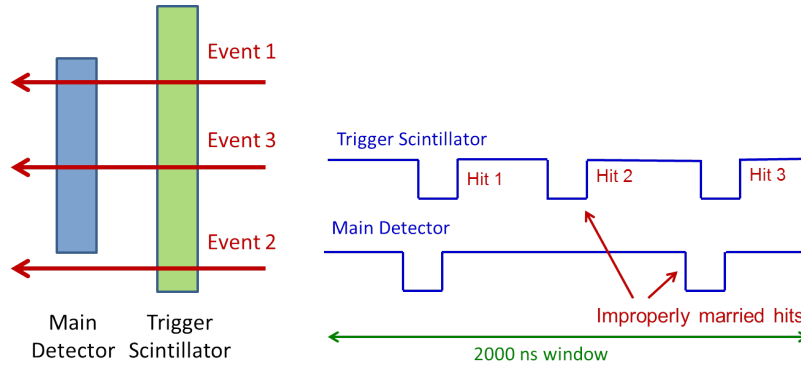 Event 1
Event 3
Event 2
Main
Detector
Trigger
Scintillator
Trigger Scintillator
Hit 1
Hit 2
Hit 3
Main Detector
Improperly married hits
2000 ns window